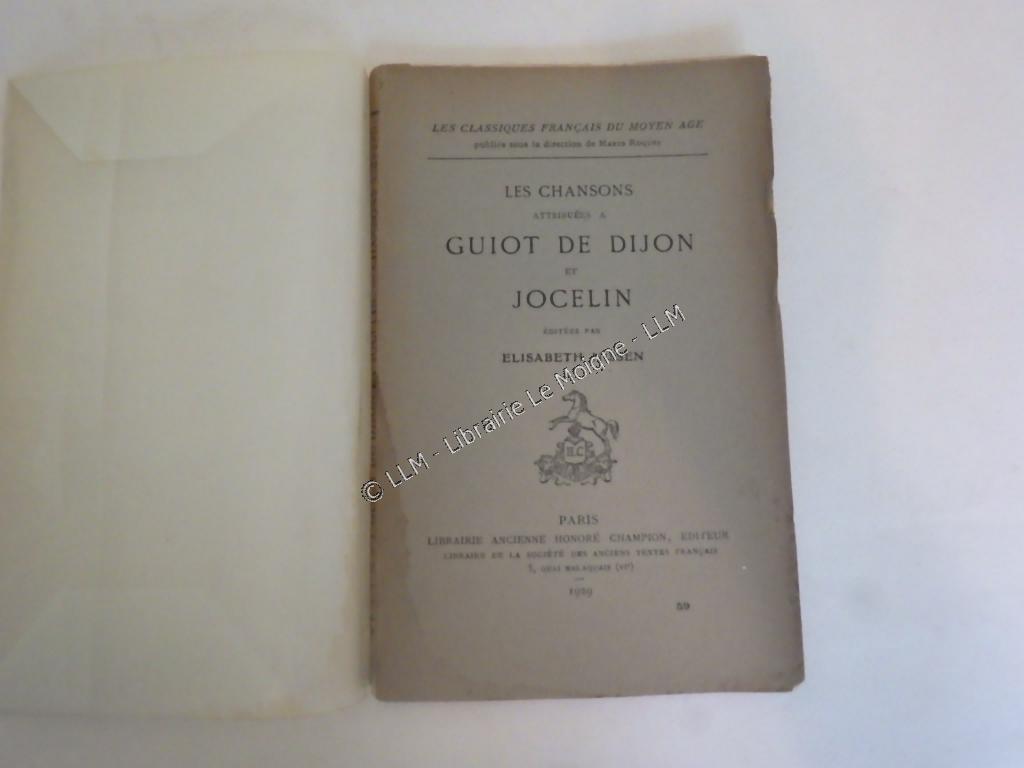 LES CLASSIQUES FRANÇAIS DU MOYEN AGE
publiés sous la direction de MARIO ROQUES
LES CHANSONS
ATTRIBUÉES A
GUIOT DE DIJON
ET
JOCELIN
ÉDITÉES PAR
ELISABETH
© LLM - Librairie Le Moigne - LLM
H.C
PARIS
LIBRAIRIE ANCIENNE HONORÉ CHAMPION, ÉDITEUR
LIBRAIRE DE LA SOCIÉTÉ DES ANCIENS TEXTES FRANÇAIS
5, QUAI MALAQUAIS (VIᵉ)
1929
59